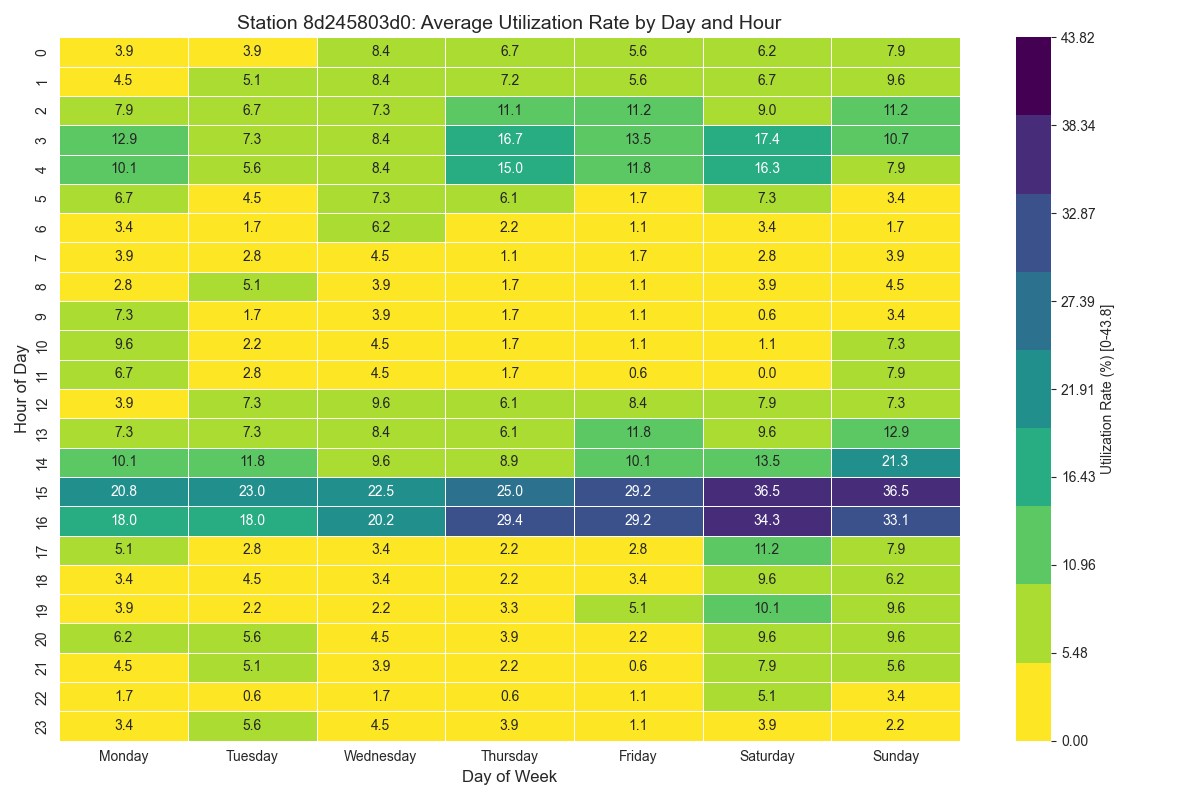 Station 8d245803d0: Average Utilization Rate by Day and Hour
0 3.9 3.9 8.4 6.7 5.6 6.2 7.9
1 4.5 5.1 8.4 7.2 5.6 6.7 9.6
2 7.9 6.7 7.3 11.1 11.2 9.0 11.2
3 12.9 7.3 8.4 16.7 13.5 17.4 10.7
4 10.1 5.6 8.4 15.0 11.8 16.3 7.9
5 6.7 4.5 7.3 6.1 1.7 7.3 3.4
6 3.4 1.7 6.2 2.2 1.1 3.4 1.7
7 3.9 2.8 4.5 1.1 1.7 2.8 3.9
8 2.8 5.1 3.9 1.7 1.1 3.9 4.5
9 7.3 1.7 3.9 1.7 1.1 0.6 3.4
10 9.6 2.2 4.5 1.7 1.1 1.1 7.3
11 6.7 2.8 4.5 1.7 0.6 0.0 7.9
12 3.9 7.3 9.6 6.1 8.4 7.9 7.3
13 7.3 7.3 8.4 6.1 11.8 9.6 12.9
14 10.1 11.8 9.6 8.9 10.1 13.5 21.3
15 20.8 23.0 22.5 25.0 29.2 36.5 36.5
16 18.0 18.0 20.2 29.4 29.2 34.3 33.1
17 5.1 2.8 3.4 2.2 2.8 11.2 7.9
18 3.4 4.5 3.4 2.2 3.4 9.6 6.2
19 3.9 2.2 2.2 3.3 5.1 10.1 9.6
20 6.2 5.6 4.5 3.9 2.2 9.6 9.6
21 4.5 5.1 3.9 2.2 0.6 7.9 5.6
22 1.7 0.6 1.7 0.6 1.1 5.1 3.4
23 3.4 5.6 4.5 3.9 1.1 3.9 2.2
Monday Tuesday Wednesday Thursday Friday Saturday Sunday
Day of Week
Hour of Day
43.82
38.34
32.87
27.39
21.91
16.43
10.96
5.48
0.00
Utilization Rate (%) [0-43.8]